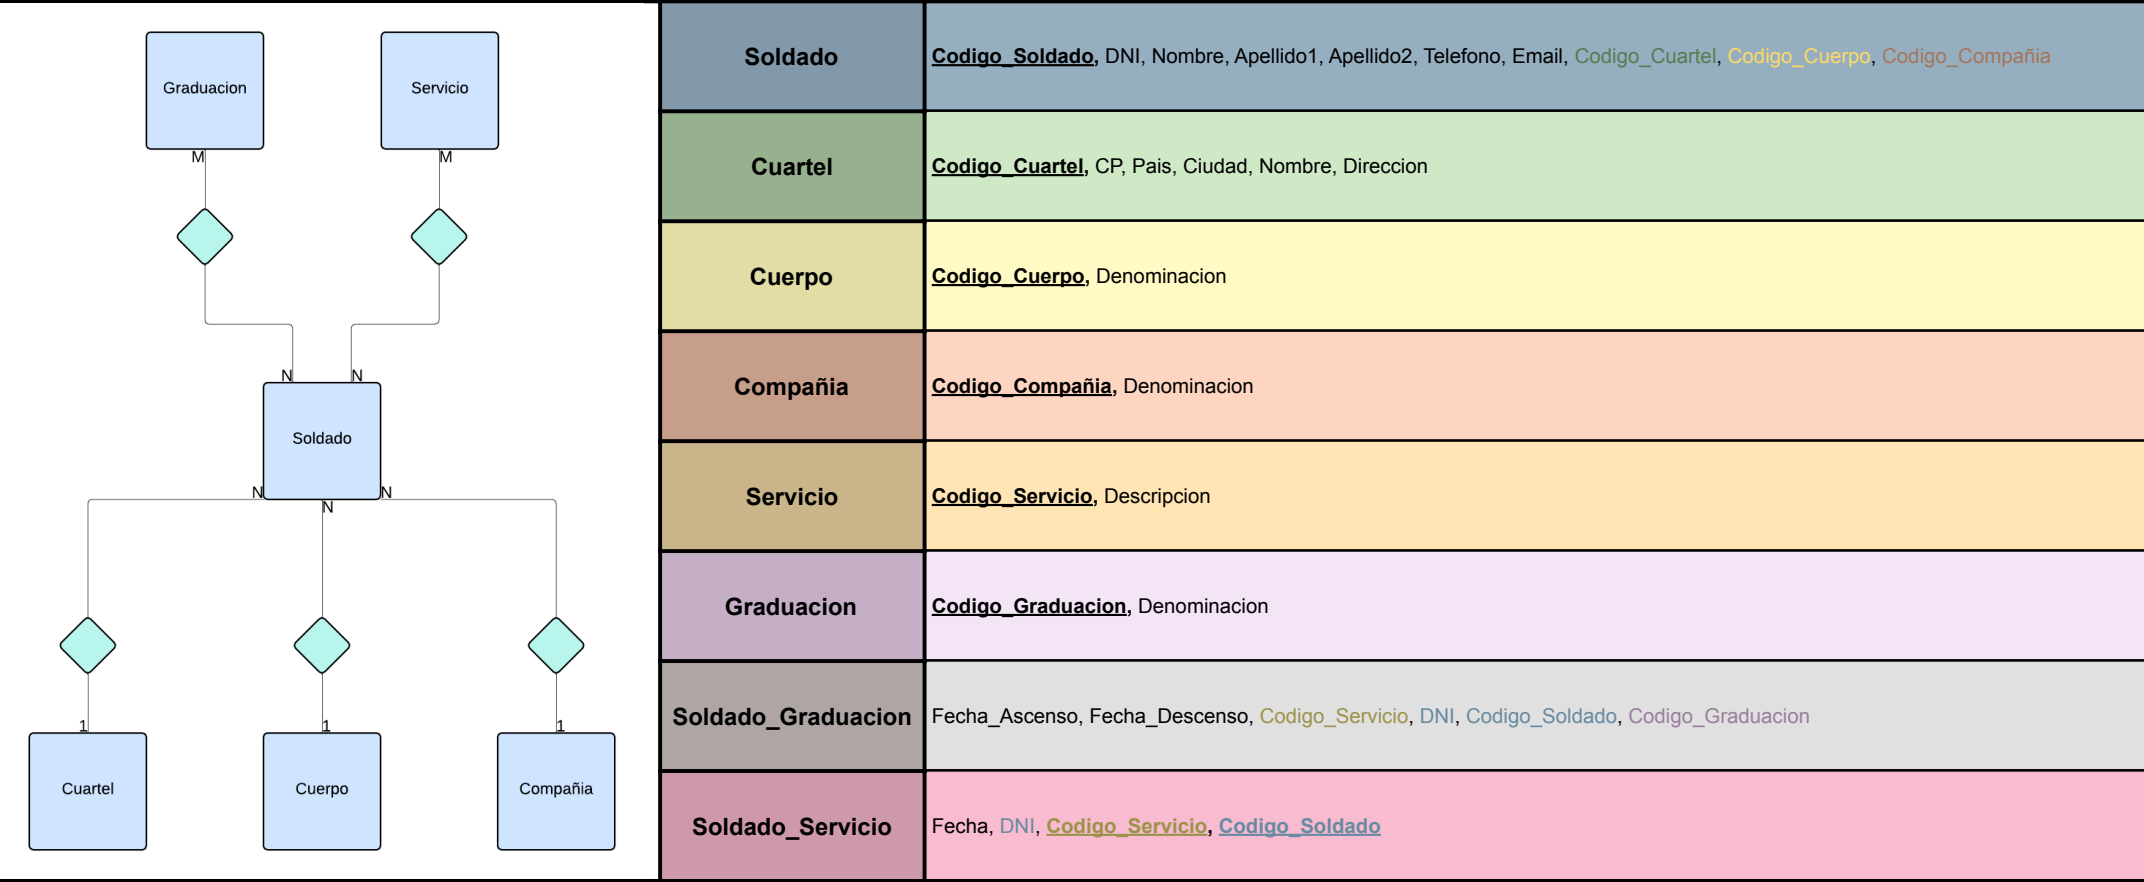 Graduacion
Servicio
M
M
N
N
Soldado
N
N
N
1
1
1
Cuartel
Cuerpo
Compañia
Soldado
Codigo_Soldado, DNI, Nombre, Apellido1, Apellido2, Telefono, Email, Codigo_Cuartel, Codigo_Cuerpo, Codigo_Compañia
Cuartel
Codigo_Cuartel, CP, Pais, Ciudad, Nombre, Direccion
Cuerpo
Codigo_Cuerpo, Denominacion
Compañia
Codigo_Compañia, Denominacion
Servicio
Codigo_Servicio, Descripcion
Graduacion
Codigo_Graduacion, Denominacion
Soldado_Graduacion
Fecha_Ascenso, Fecha_Descenso, Codigo_Servicio, DNI, Codigo_Soldado, Codigo_Graduacion
Soldado_Servicio
Fecha, DNI, Codigo_Servicio, Codigo_Soldado